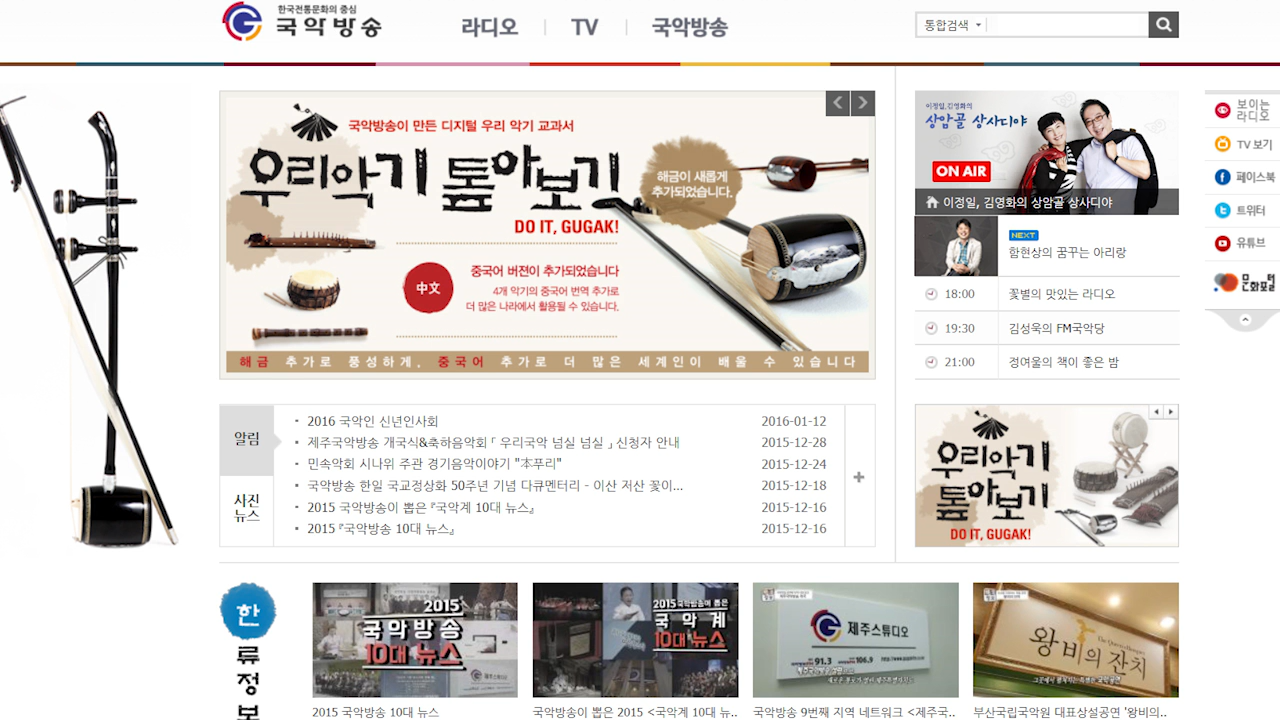 한국전통문화의 중심
국악방송
라디오
TV
국악방송
통합검색
국악방송이 만든 디지털 우리 악기 교과서
우리악기 톺아보기
DO IT, GUGAK!
해금이 새롭게
추가되었습니다.
中文
중국어 버젼이 추가되었습니다
4개 악기의 중국어 번역 추가로
더 많은 나라에서 활용될 수 있습니다.
해금 추가로 풍성하게, 중국어 추가로 더 많은 세계인이 배울 수 있습니다
이정일,김영화의
상암골 상사디야
ON AIR
이정일, 김영화의 상암골 상사디야
NEXT
함현상의 꿈꾸는 아리랑
18:00 꽃별의 맛있는 라디오
19:30 김성욱의 FM국악당
21:00 정여울의 책이 좋은 밤
보이는
라디오
TV 보기
페이스북
트위터
유튜브
문화포털
알림
사진
뉴스
2016 국악인 신년인사회 2016-01-12
제주국악방송 개국식&축하음악회 「 우리국악 넘실 넘실 」 신청자 안내 2015-12-28
민속악회 시나위 주관 경기음악이야기 "本푸리" 2015-12-24
국악방송 한일 국교정상화 50주년 기념 다큐멘터리 - 이산 저산 꽃이... 2015-12-18
2015 국악방송이 뽑은 『국악계 10대 뉴스』 2015-12-16
2015 『국악방송 10대 뉴스』 2015-12-16
우리악기
톺아보기
DO IT, GUGAK!
한
류
정
보
2015
국악방송
10대 뉴스
2015 국악방송이 뽑은
국악계
10대 뉴스
제주스튜디오
91.3
106.9
왕비의 잔치
The Queen's Banquet
2015 국악방송 10대 뉴스
국악방송이 뽑은 2015 <국악계 10대 뉴..
국악방송 9번째 지역 네트워크 <제주국..
부산국립국악원 대표상설공연 '왕비의..